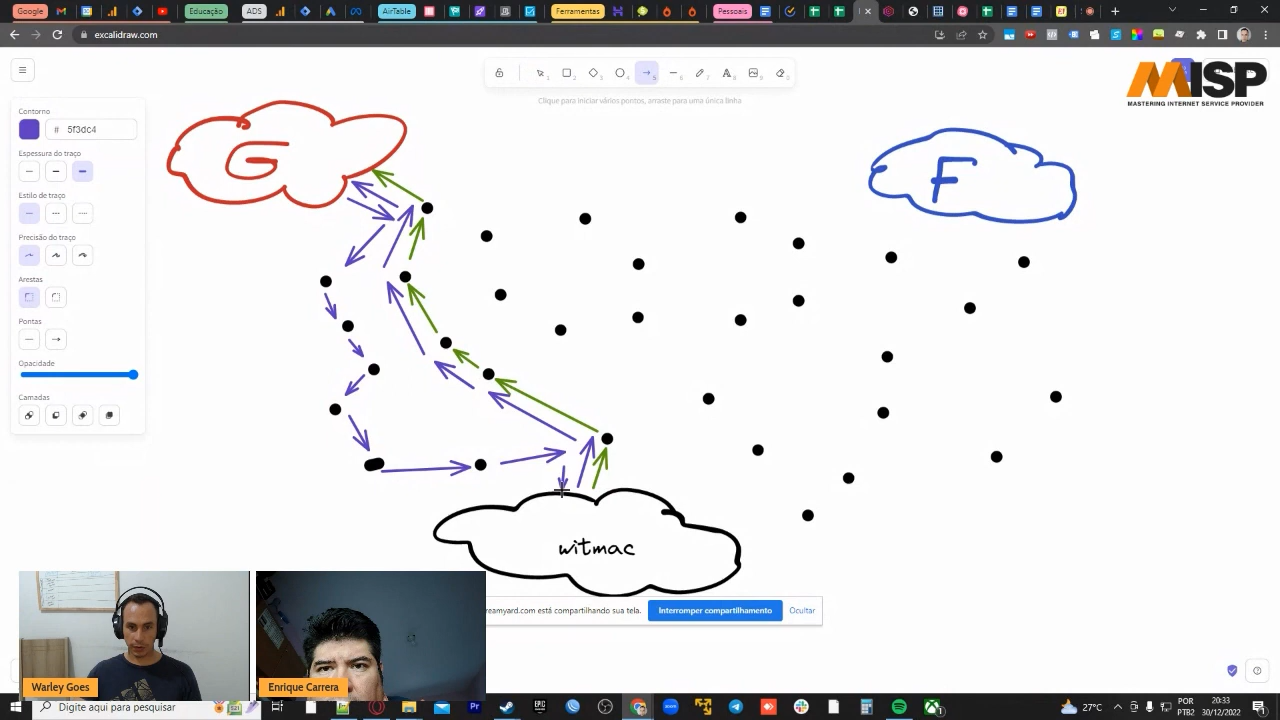 Google
M
31
Educação
ADS
AirTable
Ferramentas
Pessoais
excalidraw.com
Clique para iniciar vários pontos, arraste para uma única linha
MISP
MASTERING INTERNET SERVICE PROVIDER
Contorno
# 5f3dc4
Espessura do traço
Estilo de traço
Precisão do traço
Arestas
Pontas
Opacidade
Camadas
G
F
witmac
reamyard.com está compartilhando sua tela.
Interromper compartilhamento
Ocultar
Warley Goes
Enrique Carrera
Digite aqui para pesquisar
27°C
POR
PTB2
20:33
30/12/2022